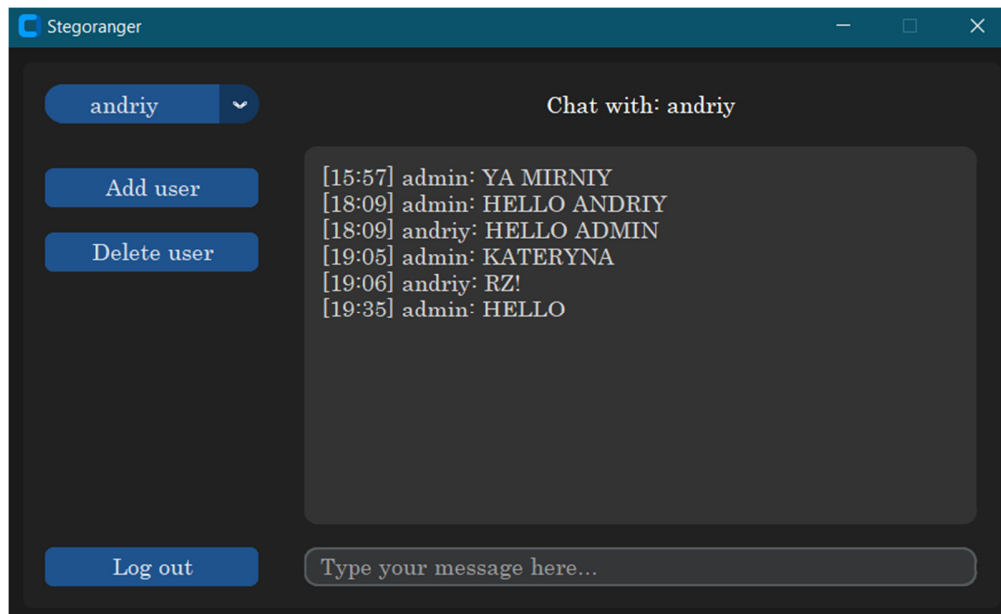 Stegoranger
andriy
Chat with: andriy
Add user
Delete user
[15:57] admin: YA MIRNIY
[18:09] admin: HELLO ANDRIY
[18:09] andriy: HELLO ADMIN
[19:05] admin: KATERYNA
[19:06] andriy: RZ!
[19:35] admin: HELLO
Log out
Type your message here...